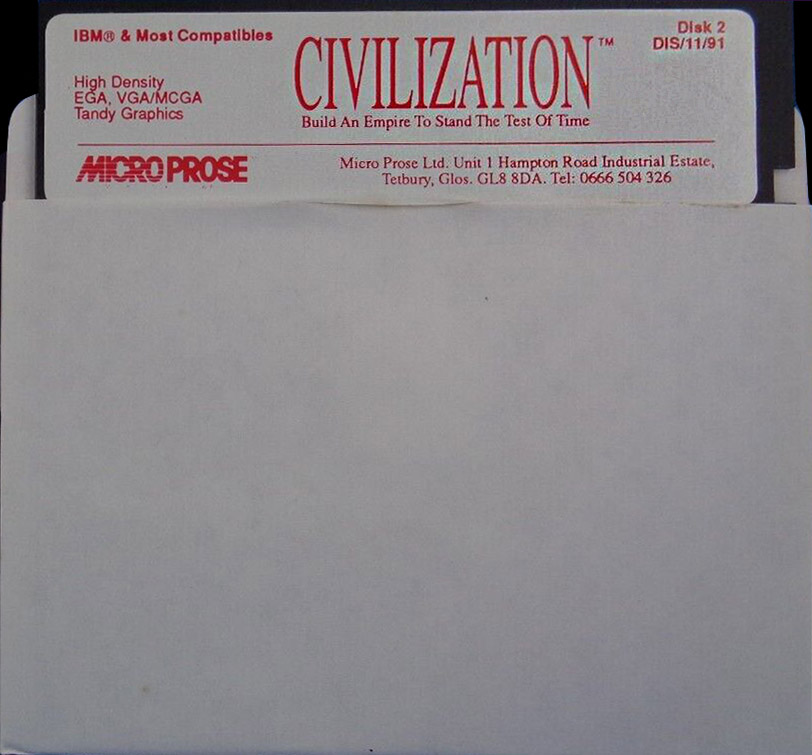 IBM® & Most Compatibles
High Density
EGA, VGA/MCGA
Tandy Graphics
CIVILIZATION™
Build An Empire To Stand The Test Of Time
Disk 2
DIS/11/91
MICROPROSE
Micro Prose Ltd. Unit 1 Hampton Road Industrial Estate,
Tetbury, Glos. GL8 8DA. Tel: 0666 504 326